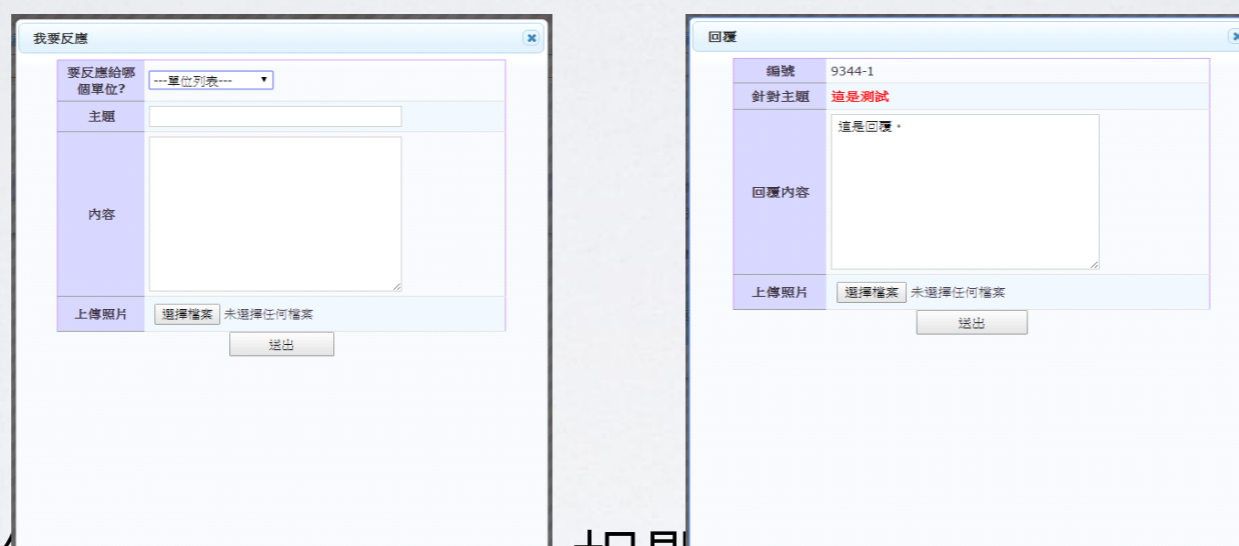 我要反應
要反應給哪
個單位?
---單位列表---
主題
內容
上傳照片
選擇檔案 未選擇任何檔案
送出
回覆
編號 9344-1
針對主題 這是測試
這是回覆。
回覆內容
上傳照片
選擇檔案 未選擇任何檔案
送出